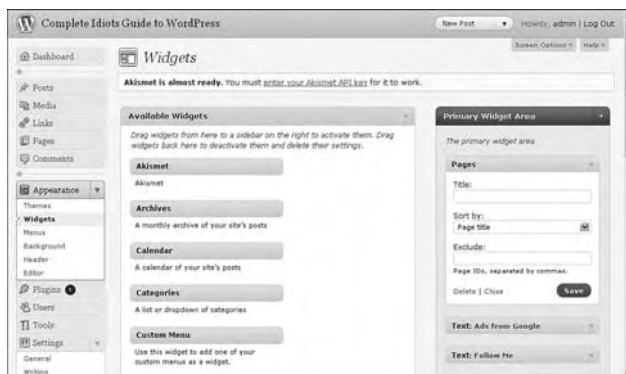 Complete Idiots Guide to WordPress
New Post
Howdy, admin | Log Out
Screen Options
Help
Dashboard
Posts
Media
Links
Pages
Comments
Appearance
Themes
Widgets
Menus
Background
Header
Editor
Plugins 1
Users
Tools
Settings
General
Writing
Widgets
Akismet is almost ready. You must enter your Akismet API key for it to work.
Available Widgets
Drag widgets from here to a sidebar on the right to activate them. Drag
widgets back here to deactivate them and delete their settings.
Akismet
Akismet
Archives
A monthly archive of your site's posts
Calendar
A calendar of your site's posts
Categories
A list or dropdown of categories
Custom Menu
Use this widget to add one of your
custom menus as a widget.
Primary Widget Area
The primary widget area
Pages
Title:
Sort by:
Page title
Exclude:
Page IDs, separated by commas.
Delete | Close
Save
Text: Ads from Google
Text: Follow Me